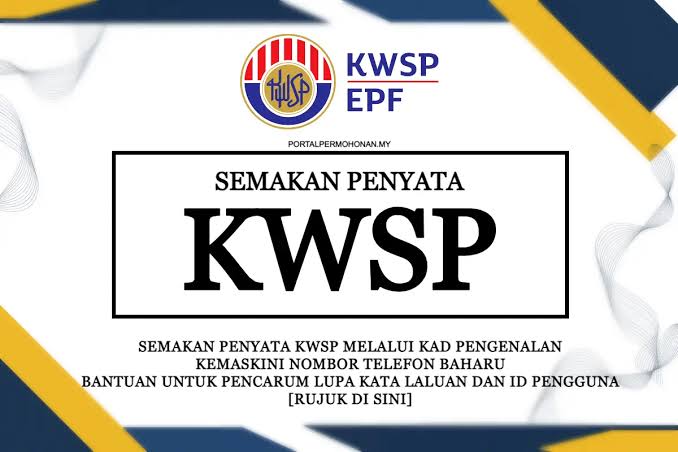 KWSP
KWSP
EPF
PORTALPERMOHONAN.MY
SEMAKAN PENYATA
KWSP
SEMAKAN PENYATA KWSP MELALUI KAD PENGENALAN
KEMASKINI NOMBOR TELEFON BAHARU
BANTUAN UNTUK PENCARUM LUPA KATA LALUAN DAN ID PENGGUNA
[RUJUK DI SINI]